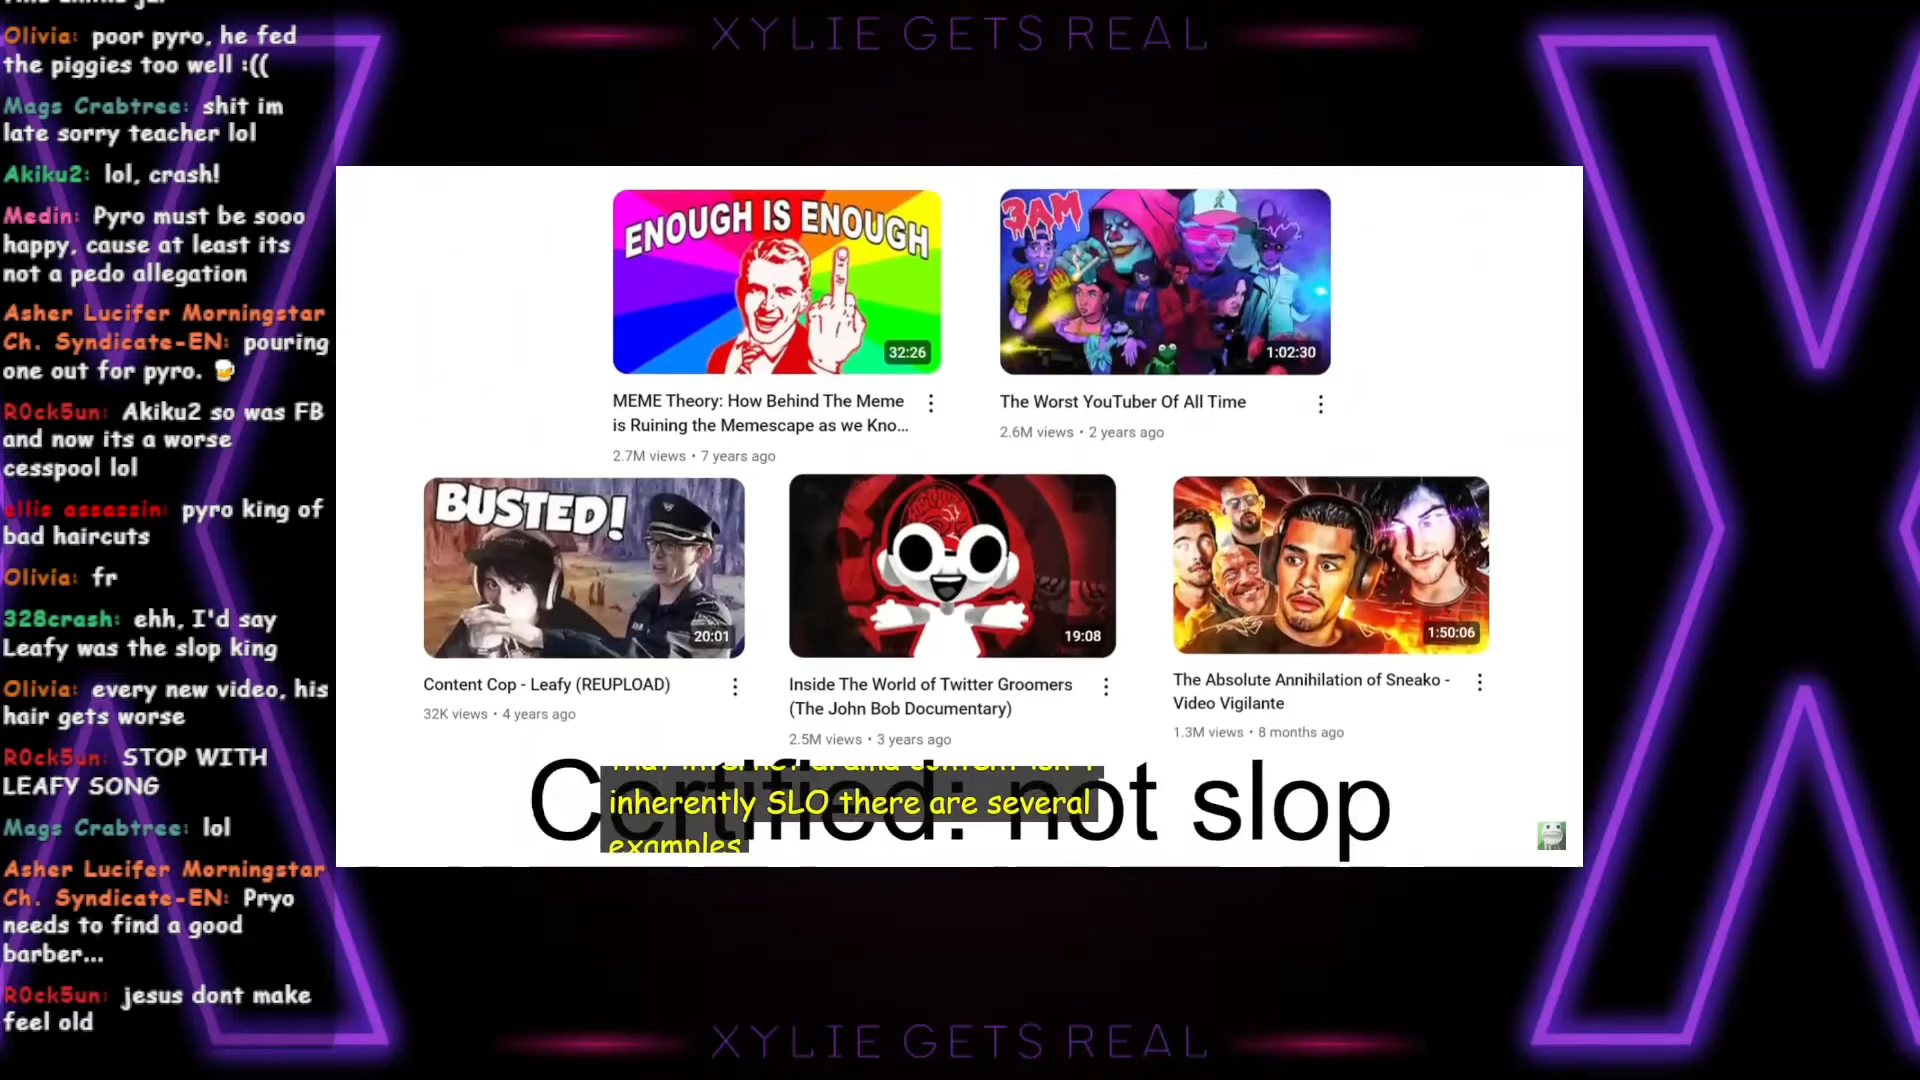 Olivia: poor pyro, he fed
the piggies too well :((
Mags Crabtree: shit im
late sorry teacher lol
Akiku2: lol, crash!
Medin: Pyro must be sooo
happy, cause at least its
not a pedo allegation
Asher Lucifer Morningstar
Ch. Syndicate-EN: pouring
one out for pyro. 🍺
R0ck5un: Akiku2 so was FB
and now its a worse
cesspool lol
ellis assassin: pyro king of
bad haircuts
Olivia: fr
328crash: ehh, I'd say
Leafy was the slop king
Olivia: every new video, his
hair gets worse
R0ck5un: STOP WITH
LEAFY SONG
Mags Crabtree: lol
Asher Lucifer Morningstar
Ch. Syndicate-EN: Pryo
needs to find a good
barber...
R0ck5un: jesus dont make
feel old
XYLIE GETS REAL
ENOUGH IS ENOUGH
32:26
MEME Theory: How Behind The Meme
is Ruining the Memescape as we Kno...
2.7M views • 7 years ago
3AM
1:02:30
The Worst YouTuber Of All Time
2.6M views • 2 years ago
BUSTED!
20:01
Content Cop - Leafy (REUPLOAD)
32K views • 4 years ago
19:08
Inside The World of Twitter Groomers
(The John Bob Documentary)
2.5M views • 3 years ago
1:50:06
The Absolute Annihilation of Sneako -
Video Vigilante
1.3M views • 8 months ago
Certified: not slop
that internet drama content isn't
inherently SLO there are several
examples
XYLIE GETS REAL